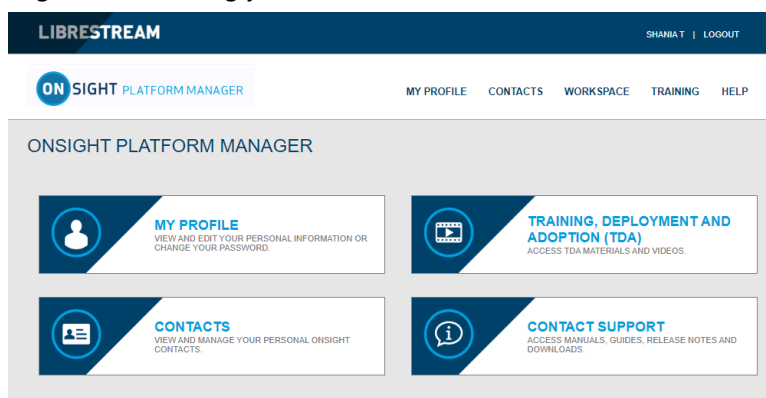 LIBRESTREAM
SHANIA T | LOGOUT
ON SIGHT PLATFORM MANAGER
MY PROFILE CONTACTS WORKSPACE TRAINING HELP
ONSIGHT PLATFORM MANAGER
MY PROFILE
VIEW AND EDIT YOUR PERSONAL INFORMATION OR
CHANGE YOUR PASSWORD.
TRAINING, DEPLOYMENT AND
ADOPTION (TDA)
ACCESS TDA MATERIALS AND VIDEOS.
CONTACTS
VIEW AND MANAGE YOUR PERSONAL ONSIGHT
CONTACTS.
CONTACT SUPPORT
ACCESS MANUALS, GUIDES, RELEASE NOTES AND
DOWNLOADS.